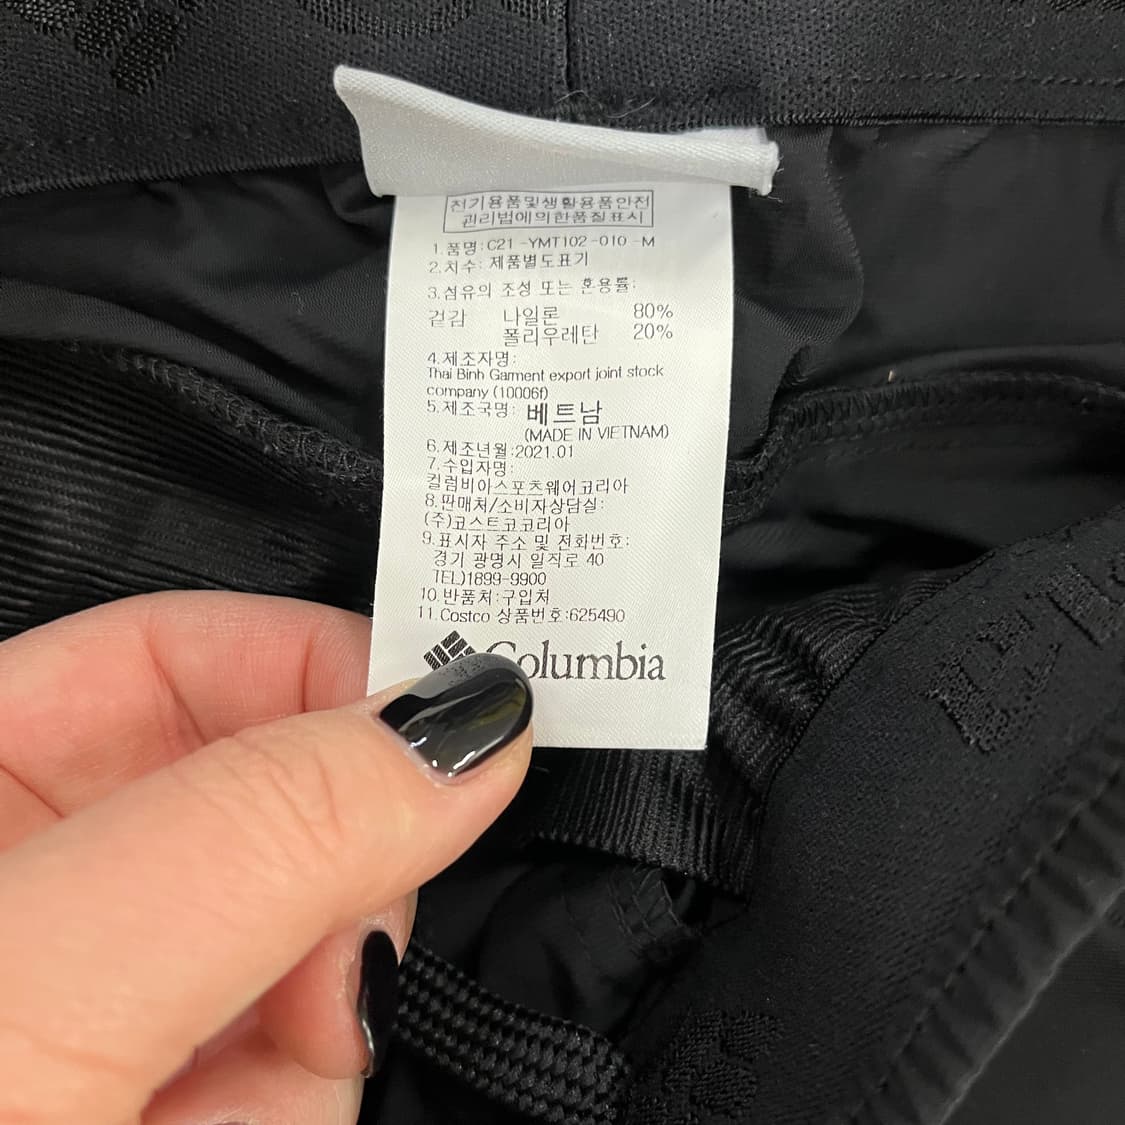 전기용품및생활용품안전
관리법에의한품질표시
1.품명:C21-YMT102-010-M
2.치수: 제품별도표기
3.섬유의 조성 또는 혼용률:
겉감 나일론 80%
폴리우레탄 20%
4.제조자명:
Thai Binh Garment export joint stock
company (10006f)
5.제조국명: 베트남
(MADE IN VIETNAM)
6.제조년월:2021.01
7.수입자명:
컬럼비아스포츠웨어코리아
8.판매처/소비자상담실:
(주)코스트코코리아
9.표시자 주소 및 전화번호:
경기 광명시 일직로 40
TEL)1899-9900
10.반품처:구입처
11.Costco 상품번호:625490
Columbia